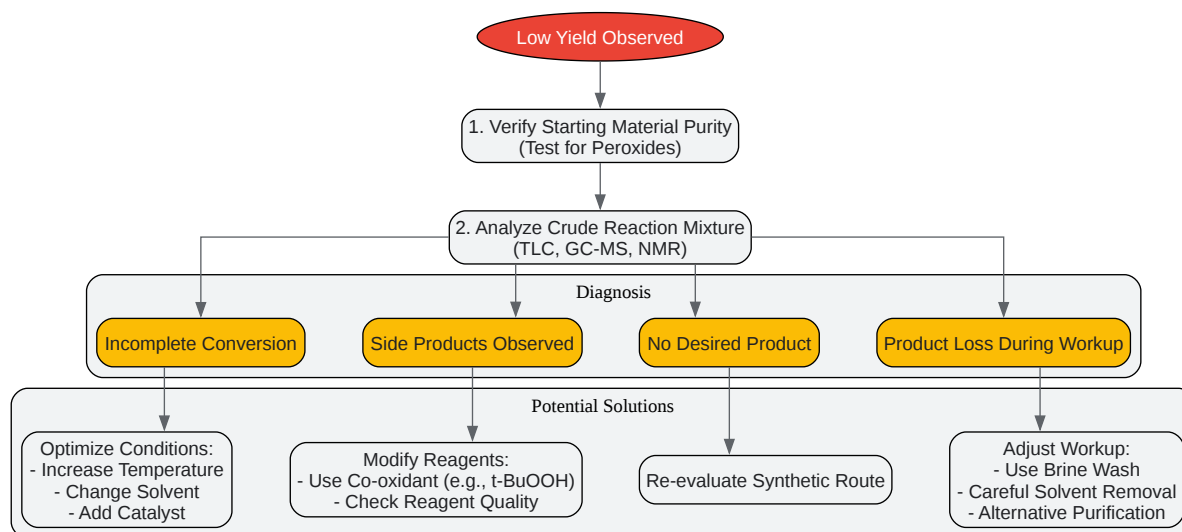 Low Yield Observed
1. Verify Starting Material Purity
(Test for Peroxides)
2. Analyze Crude Reaction Mixture
(TLC, GC-MS, NMR)
Diagnosis
Incomplete Conversion
Side Products Observed
No Desired Product
Product Loss During Workup
Potential Solutions
Optimize Conditions:
- Increase Temperature
- Change Solvent
- Add Catalyst
Modify Reagents:
- Use Co-oxidant (e.g., t-BuOOH)
- Check Reagent Quality
Re-evaluate Synthetic Route
Adjust Workup:
- Use Brine Wash
- Careful Solvent Removal
- Alternative Purification